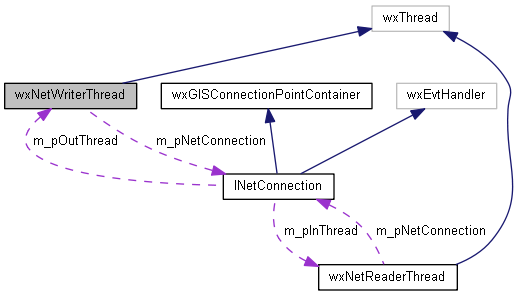 wxThread
wxNetWriterThread
wxGISConnectionPointContainer
wxEvtHandler
m_pOutThread
m_pNetConnection
INetConnection
m_pInThread
m_pNetConnection
wxNetReaderThread